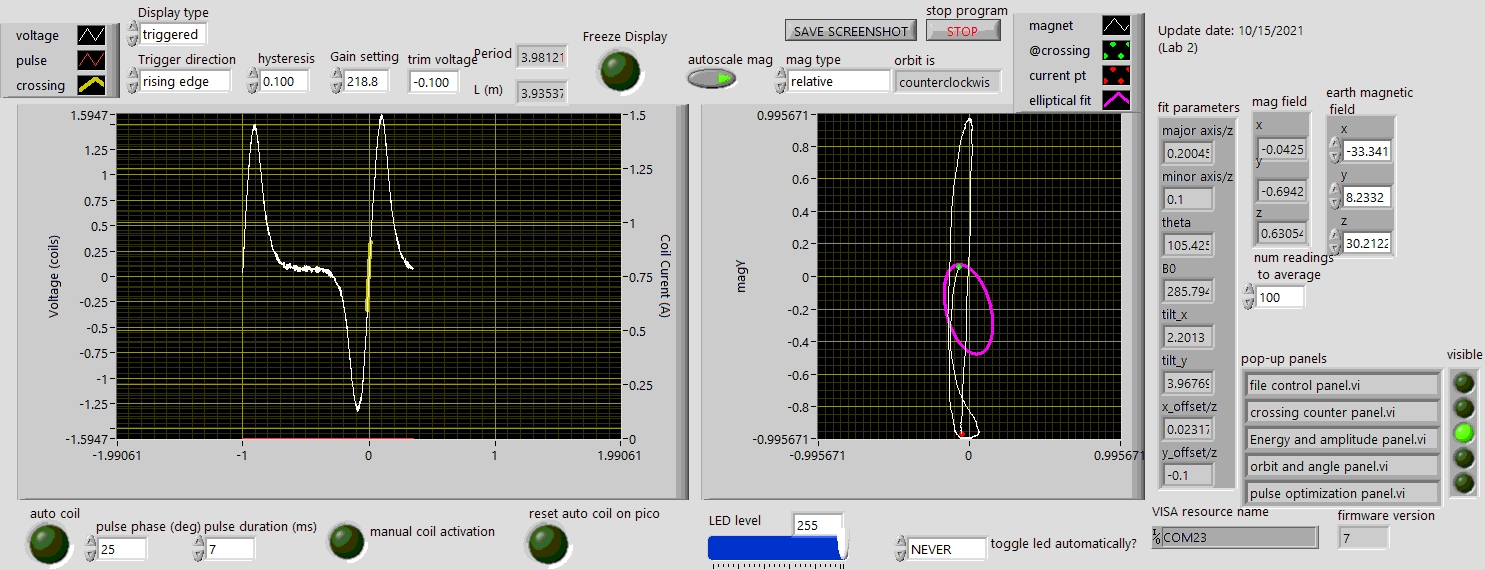 voltage
pulse
crossing
Display type
triggered
Trigger direction
rising edge
hysteresis
0.100
Gain setting
218.8
trim voltage
-0.100
Period
3.98121
L (m)
3.93537
Freeze Display
SAVE SCREENSHOT
stop program
STOP
autoscale mag
mag type
relative
orbit is
counterclockwis
magnet
@crossing
current pt
elliptical fit
Update date: 10/15/2021
(Lab 2)
1.5947
1.25
1
0.75
0.5
0.25
0
-0.25
-0.5
-0.75
-1
-1.25
-1.5947
Voltage (coils)
-1.99061
-1
0
1
1.99061
1.5
1.25
1
0.75
0.5
0.25
0
Coil Curent (A)
0.995671
0.8
0.6
0.4
0.2
0
-0.2
-0.4
-0.6
-0.8
-0.995671
magY
-0.995671
0
0.995671
fit parameters
major axis/z
0.2004
minor axis/z
0.1
theta
105.425
B0
285.794
tilt_x
2.2013
tilt_y
3.9676
x_offset/z
0.02317
y_offset/z
-0.1
mag field
x
-0.0425
y
-0.6942
z
0.6305
earth magnetic
field
x
-33.341
y
8.2332
z
30.2122
num readings
to average
100
pop-up panels
visible
file control panel.vi
crossing counter panel.vi
Energy and amplitude panel.vi
orbit and angle panel.vi
pulse optimization panel.vi
VISA resource name
COM23
firmware version
7
auto coil
pulse phase (deg)
25
pulse duration (ms)
7
manual coil activation
reset auto coil on pico
LED level
255
NEVER
toggle led automatically?